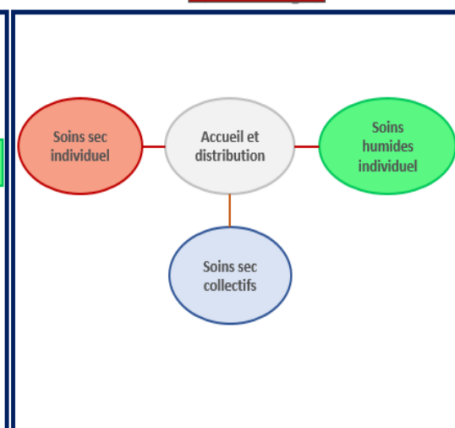 Soins sec
individuel
Accueil et
distribution
Soins
humides
individuel
Soins sec
collectifs